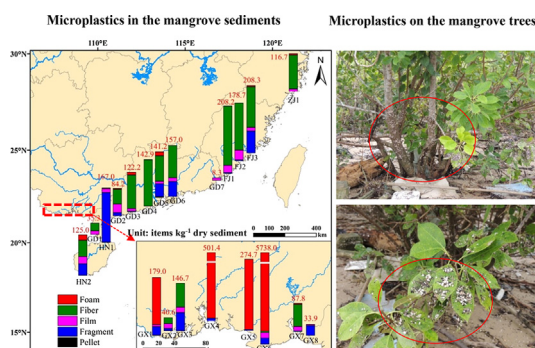 Microplastics in the mangrove sediments
Microplastics on the mangrove trees
110°E
115°E
120°E
30°N
20°N
15°N
N
116.7
ZJ1
208.3
178.7
208.2
FJ3
FJ2
FJ1
8.3
GD7
157.0
141.2
142.9
122.2
84.2
167.0
125.0
GD6
GD5
GD4
GD3
GD2
HN1
GD1
HN2
Unit: items kg⁻¹ dry sediment
0 200 400
km
Foam
Fiber
Film
Fragment
Pellet
179.0
40.6
146.7
501.4
274.7
5738.0
87.8
33.9
GX1
GX2
GX3
GX4
GX5
GX7
GX8
0 20 40 80
km